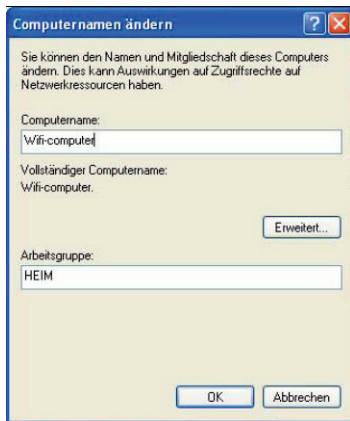 Computernamen ändern
Sie können den Namen und Mitgliedschaft dieses Computers
ändern. Dies kann Auswirkungen auf Zugriffsrechte auf
Netzwerkressourcen haben.
Computername:
Wifi-computer
Vollständiger Computername:
Wifi-computer.
Erweitert...
Arbeitsgruppe:
HEIM
OK
Abbrechen